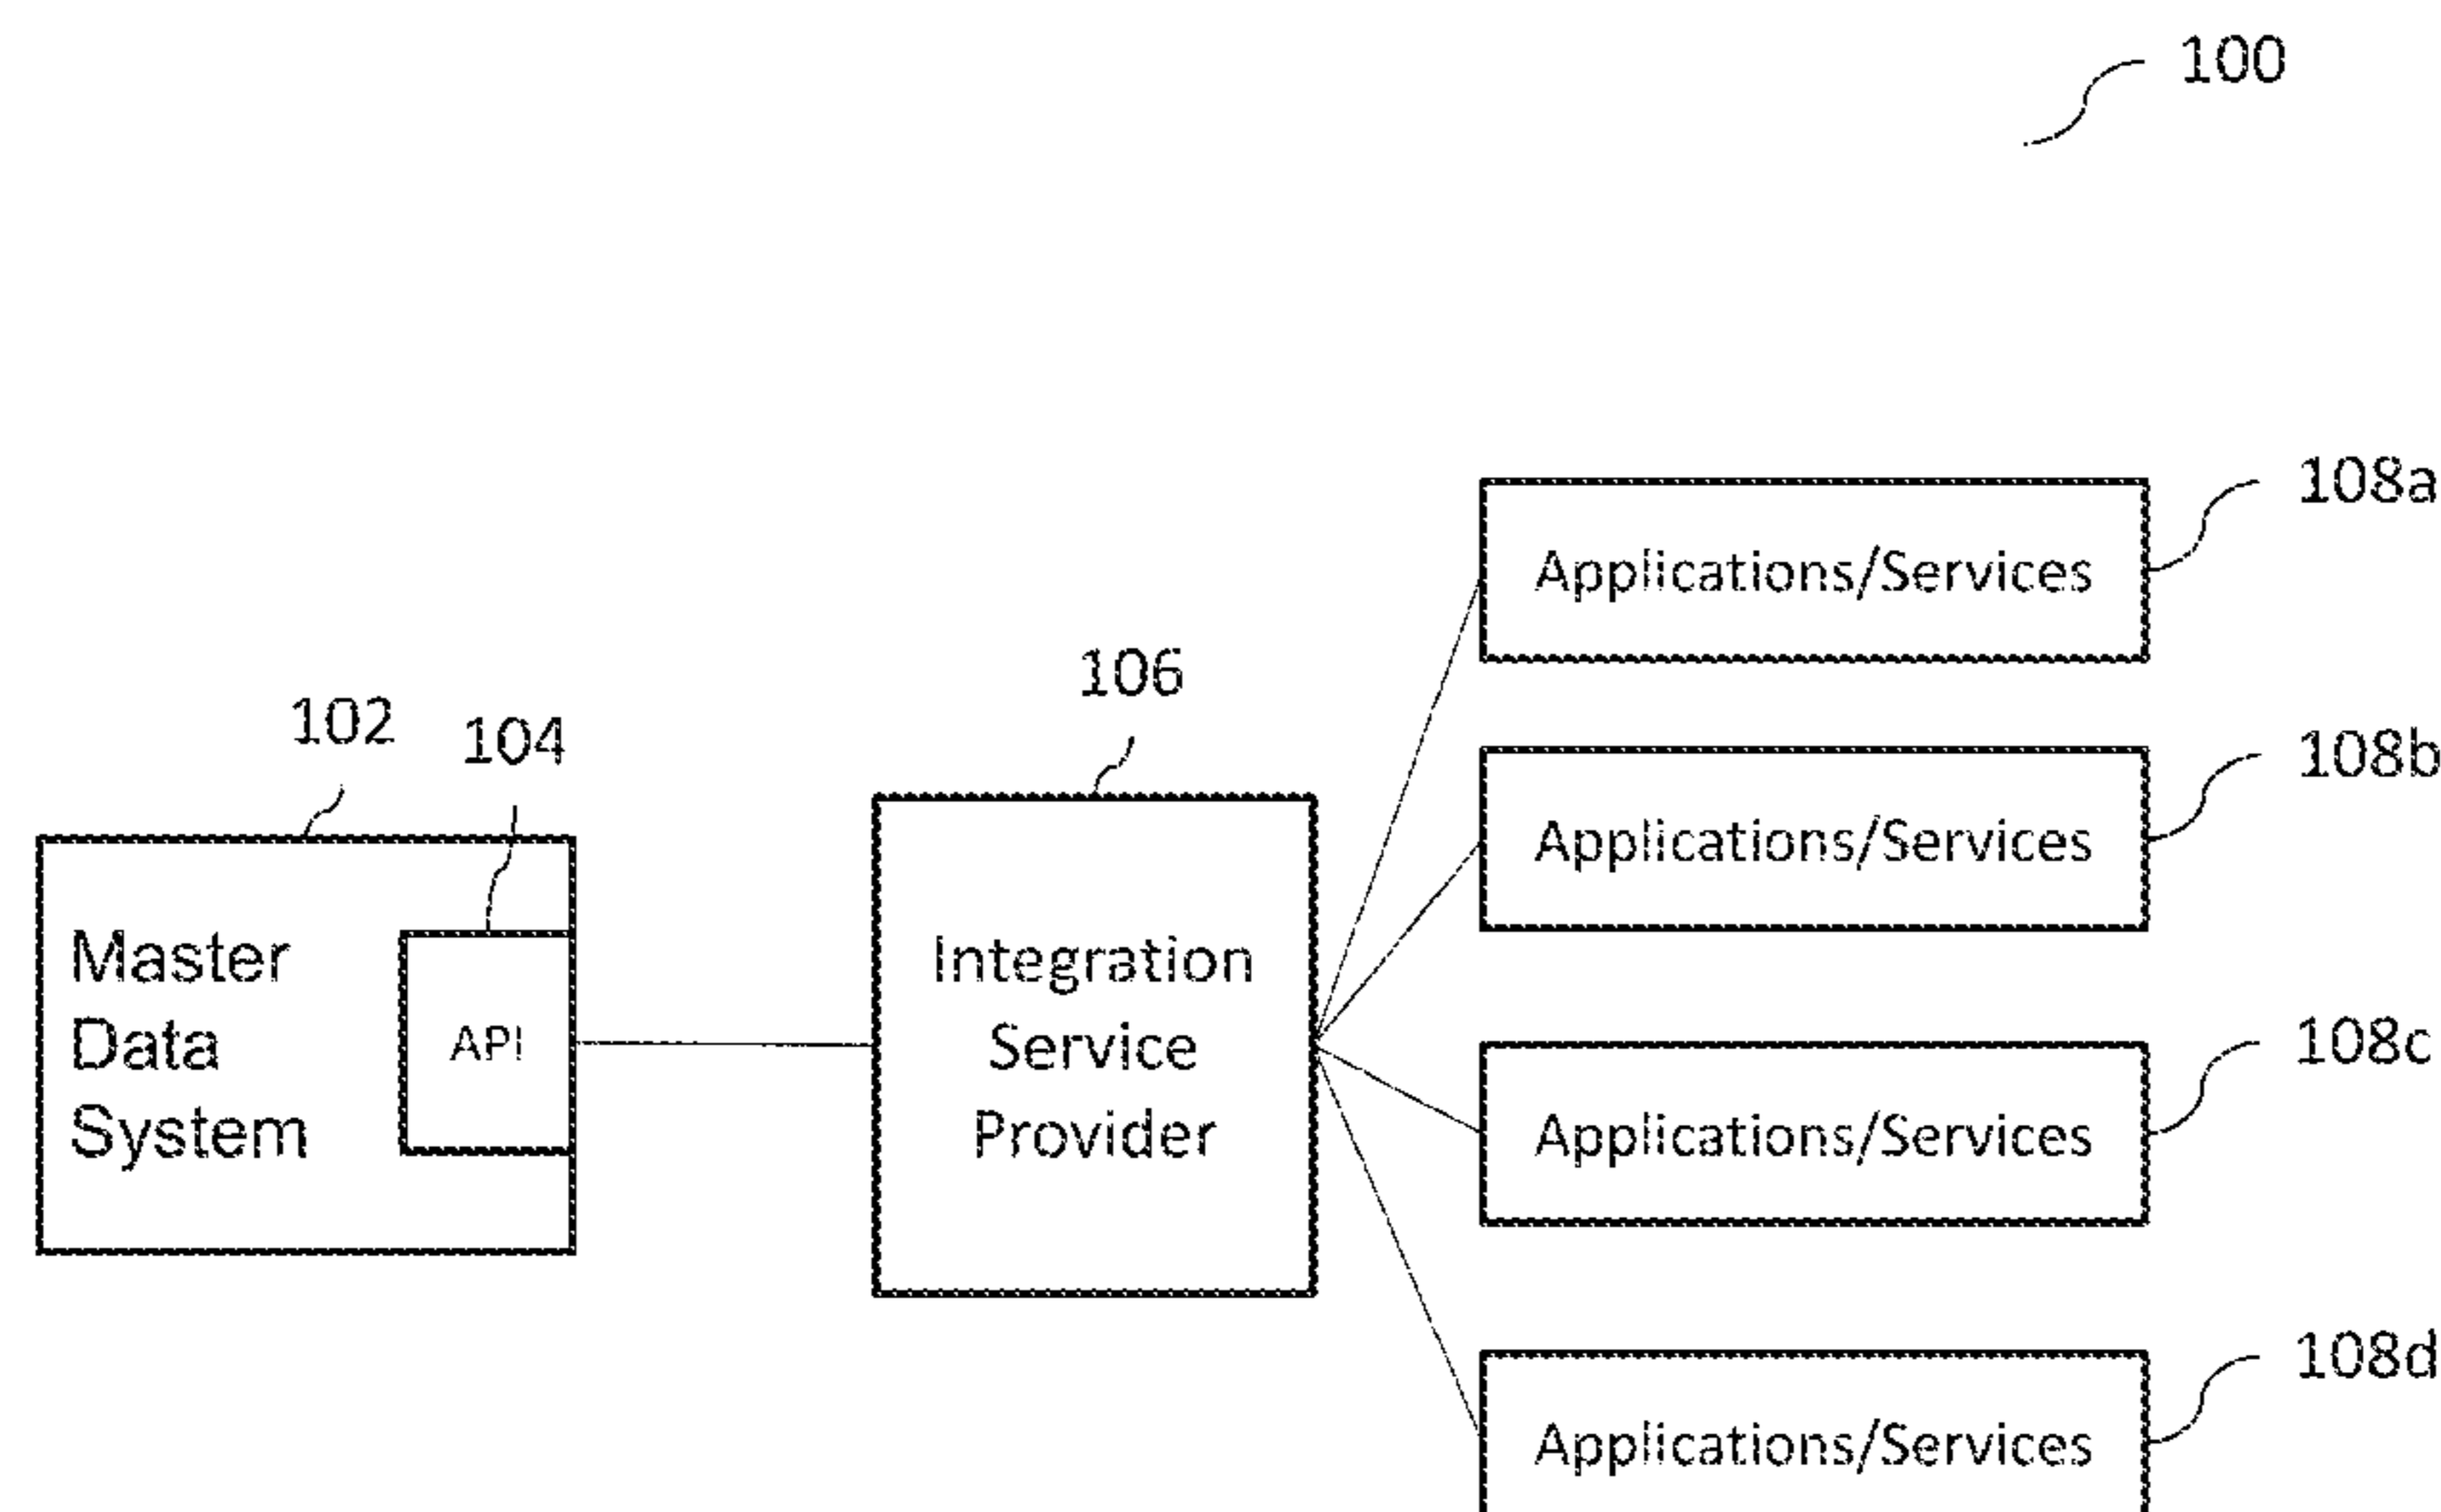 100
108a
Applications/Services
106
102
104
108b
Applications/Services
Master
Data
System
API
Integration
Service
Provider
108c
Applications/Services
108d
Applications/Services